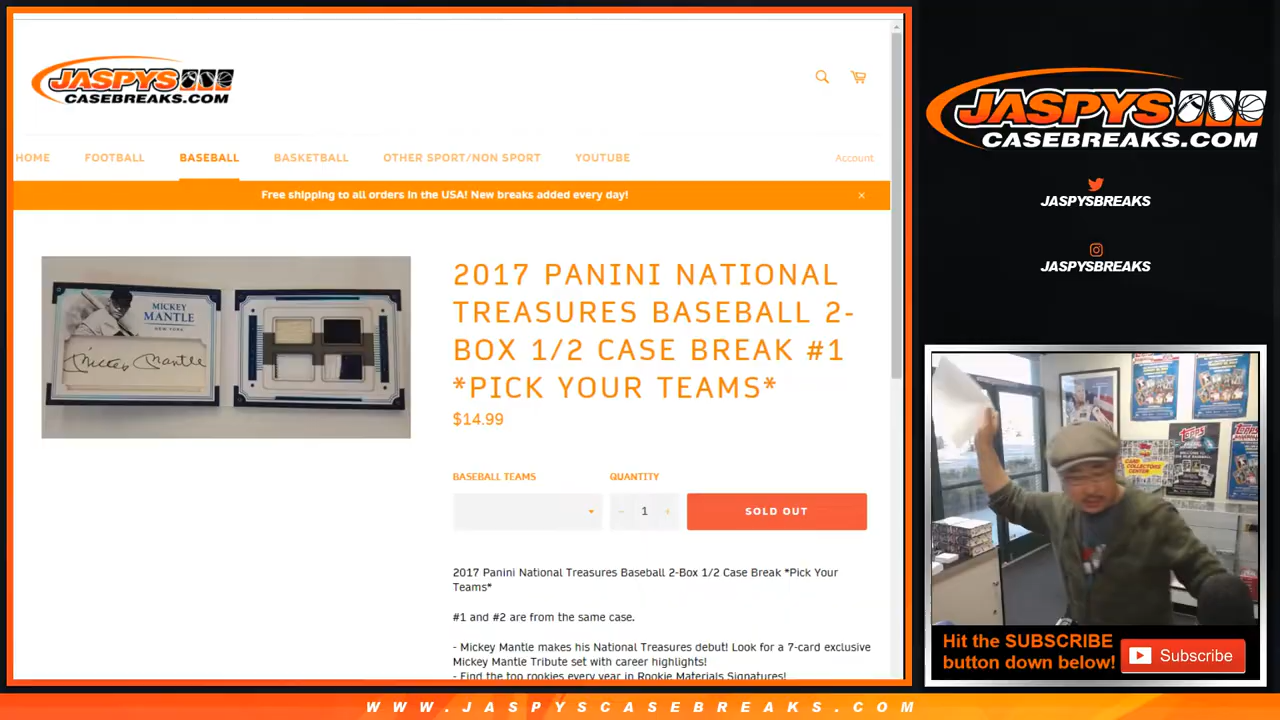 JASPYS
CASEBREAKS.COM
HOME
FOOTBALL
BASEBALL
BASKETBALL
OTHER SPORT/NON SPORT
YOUTUBE
Account
Free shipping to all orders in the USA! New breaks added every day!
MICKEY
MANTLE
NEW YORK
Mickey Mantle
2017 PANINI NATIONAL
TREASURES BASEBALL 2-
BOX 1/2 CASE BREAK #1
*PICK YOUR TEAMS*
$14.99
BASEBALL TEAMS
QUANTITY
− 1 +
SOLD OUT
2017 Panini National Treasures Baseball 2-Box 1/2 Case Break *Pick Your
Teams*
#1 and #2 are from the same case.
- Mickey Mantle makes his National Treasures debut! Look for a 7-card exclusive
Mickey Mantle Tribute set with career highlights!
- Find the top rookies every year in Rookie Materials Signatures!
JASPYS
CASEBREAKS.COM
JASPYSBREAKS
JASPYSBREAKS
TOPPS
CARD
COLLECTORS
CENTER
Hit the SUBSCRIBE
button down below!
Subscribe
WWW.JASPYSCASEBREAKS.COM